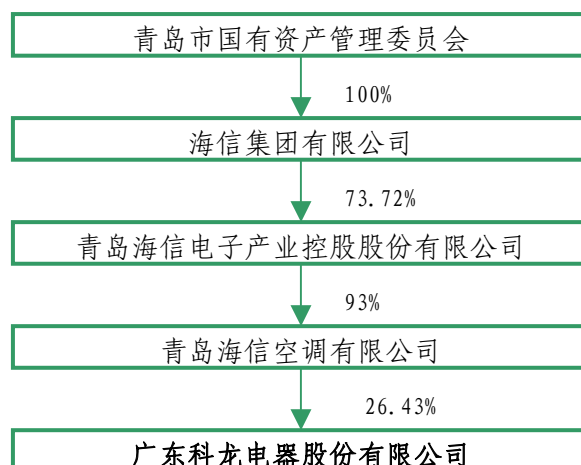 青岛市国有资产管理委员会
100%
海信集团有限公司
73.72%
青岛海信电子产业控股股份有限公司
93%
青岛海信空调有限公司
26.43%
广东科龙电器股份有限公司